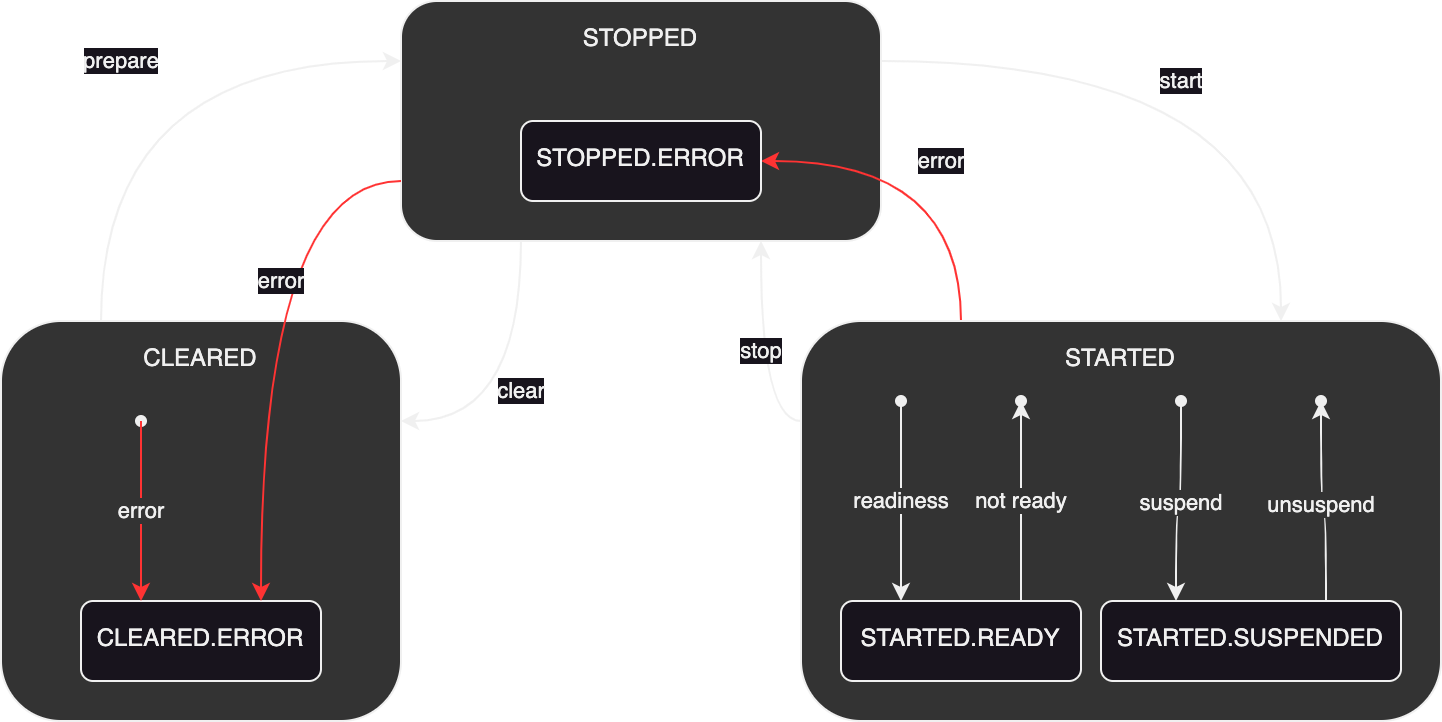 STOPPED
prepare
start
STOPPED.ERROR
error
error
stop
clear
CLEARED
error
CLEARED.ERROR
STARTED
readiness
not ready
suspend
unsuspend
STARTED.READY
STARTED.SUSPENDED